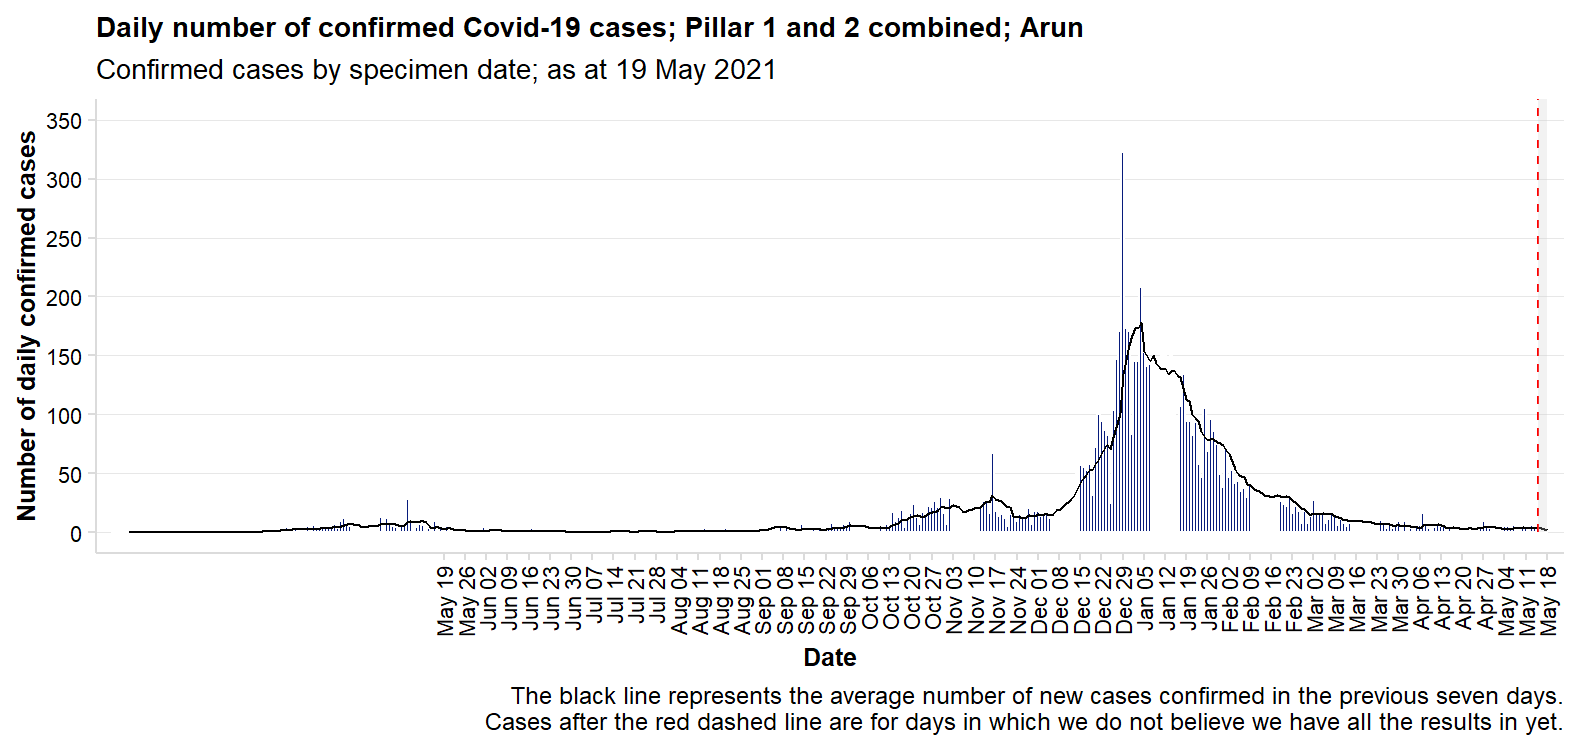 Daily number of confirmed Covid-19 cases; Pillar 1 and 2 combined; Arun
Confirmed cases by specimen date; as at 19 May 2021
Number of daily confirmed cases
350
300
250
200
150
100
50
0
May 19
May 26
Jun 02
Jun 09
Jun 16
Jun 23
Jun 30
Jul 07
Jul 14
Jul 21
Jul 28
Aug 04
Aug 11
Aug 18
Aug 25
Sep 01
Sep 08
Sep 15
Sep 22
Sep 29
Oct 06
Oct 13
Oct 20
Oct 27
Nov 03
Nov 10
Nov 17
Nov 24
Dec 01
Dec 08
Dec 15
Dec 22
Dec 29
Jan 05
Jan 12
Jan 19
Jan 26
Feb 02
Feb 09
Feb 16
Feb 23
Mar 02
Mar 09
Mar 16
Mar 23
Mar 30
Apr 06
Apr 13
Apr 20
Apr 27
May 04
May 11
May 18
Date
The black line represents the average number of new cases confirmed in the previous seven days.
Cases after the red dashed line are for days in which we do not believe we have all the results in yet.